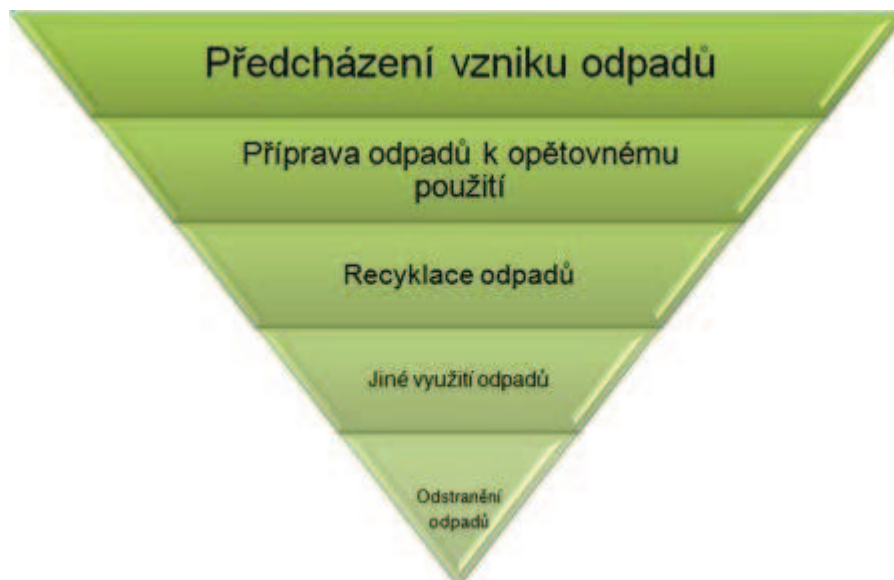 Předcházení vzniku odpadů
Příprava odpadů k opětovnému
použití
Recyklace odpadů
Jiné využití odpadů
Odstranění
odpadů